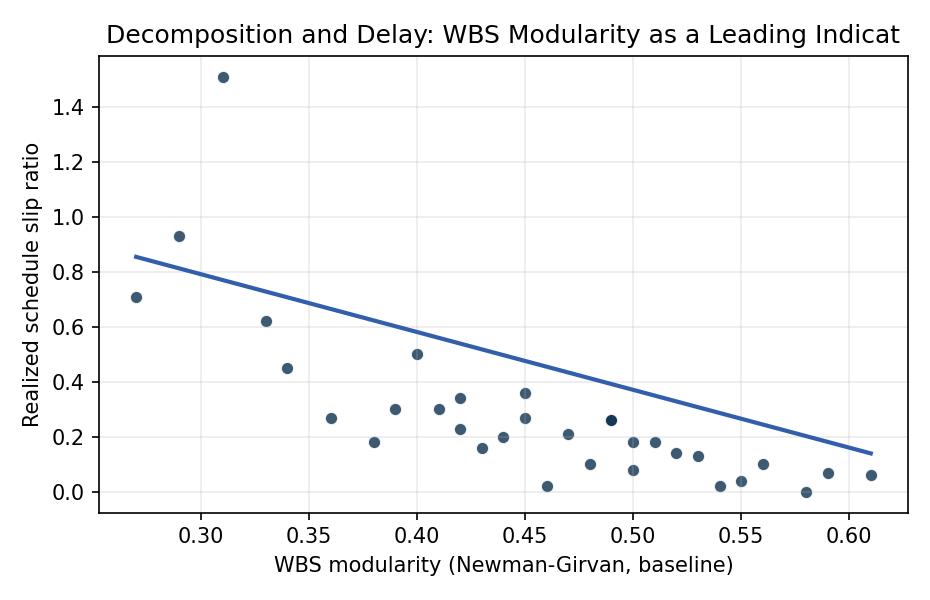 Decomposition and Delay: WBS Modularity as a Leading Indicat
Realized schedule slip ratio
1.4
1.2
1.0
0.8
0.6
0.4
0.2
0.0
0.30 0.35 0.40 0.45 0.50 0.55 0.60
WBS modularity (Newman-Girvan, baseline)